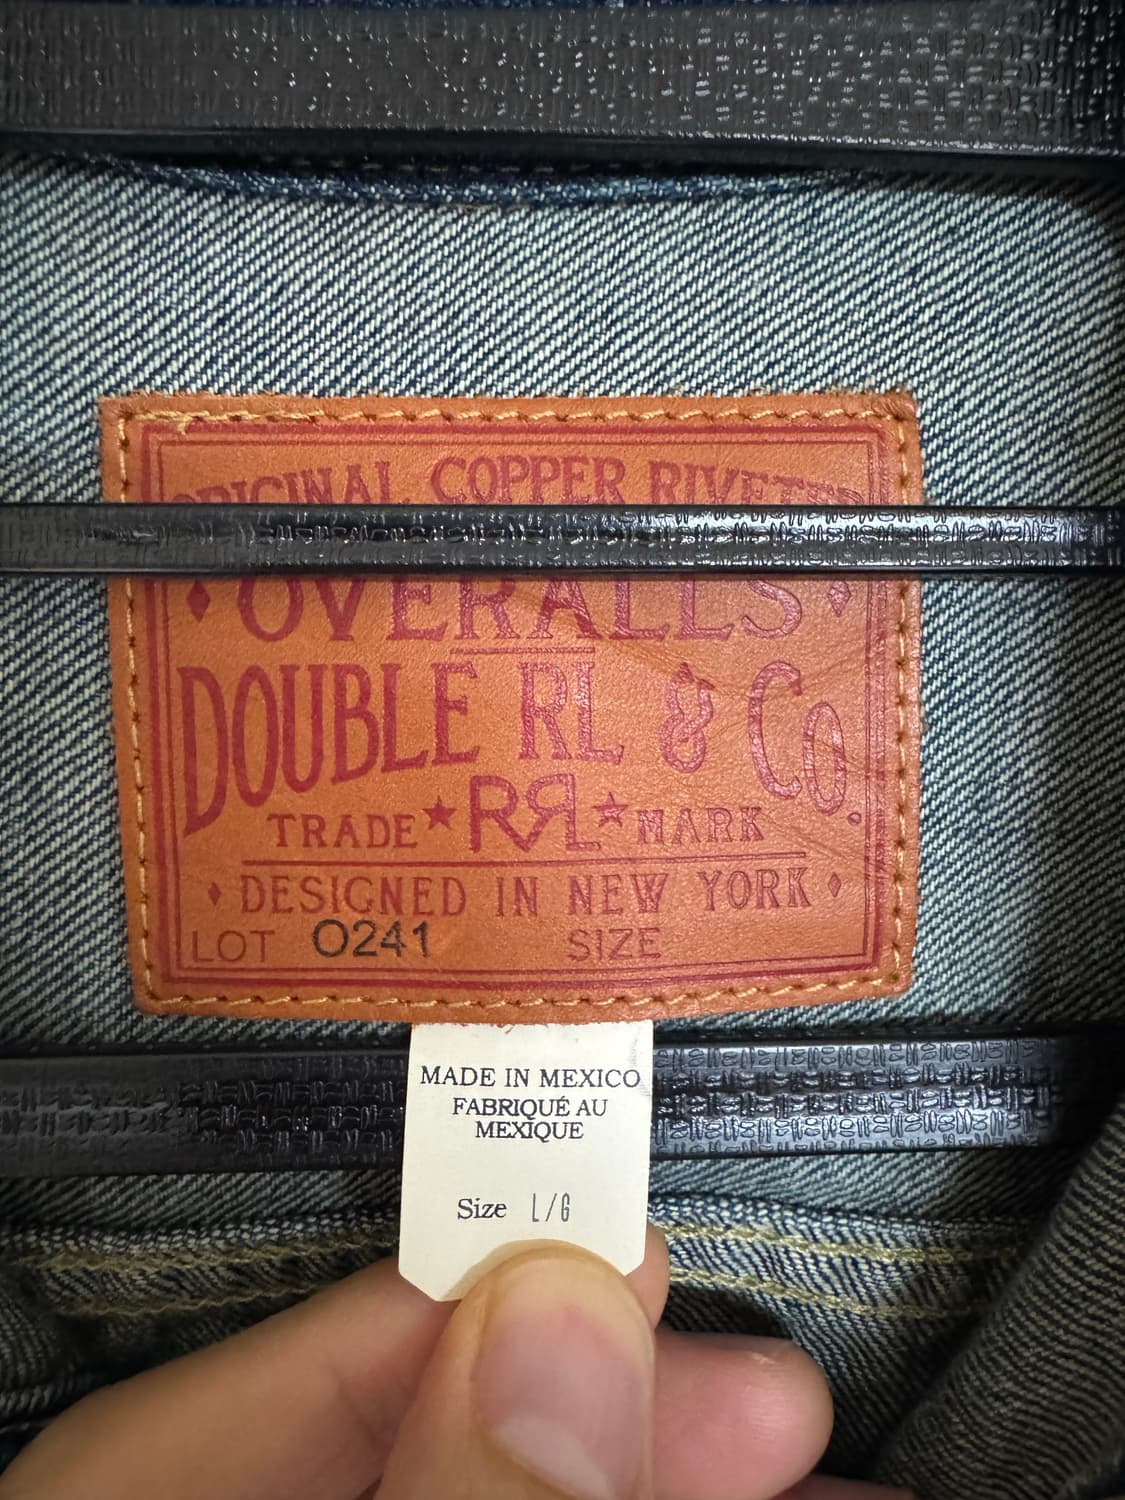 ORIGINAL COPPER RIVETED
OVERALLS
DOUBLE RL & Co.
TRADE ★ RRL ★ MARK
DESIGNED IN NEW YORK
LOT 0241 SIZE
MADE IN MEXICO
FABRIQUÉ AU
MEXIQUE
Size L/G